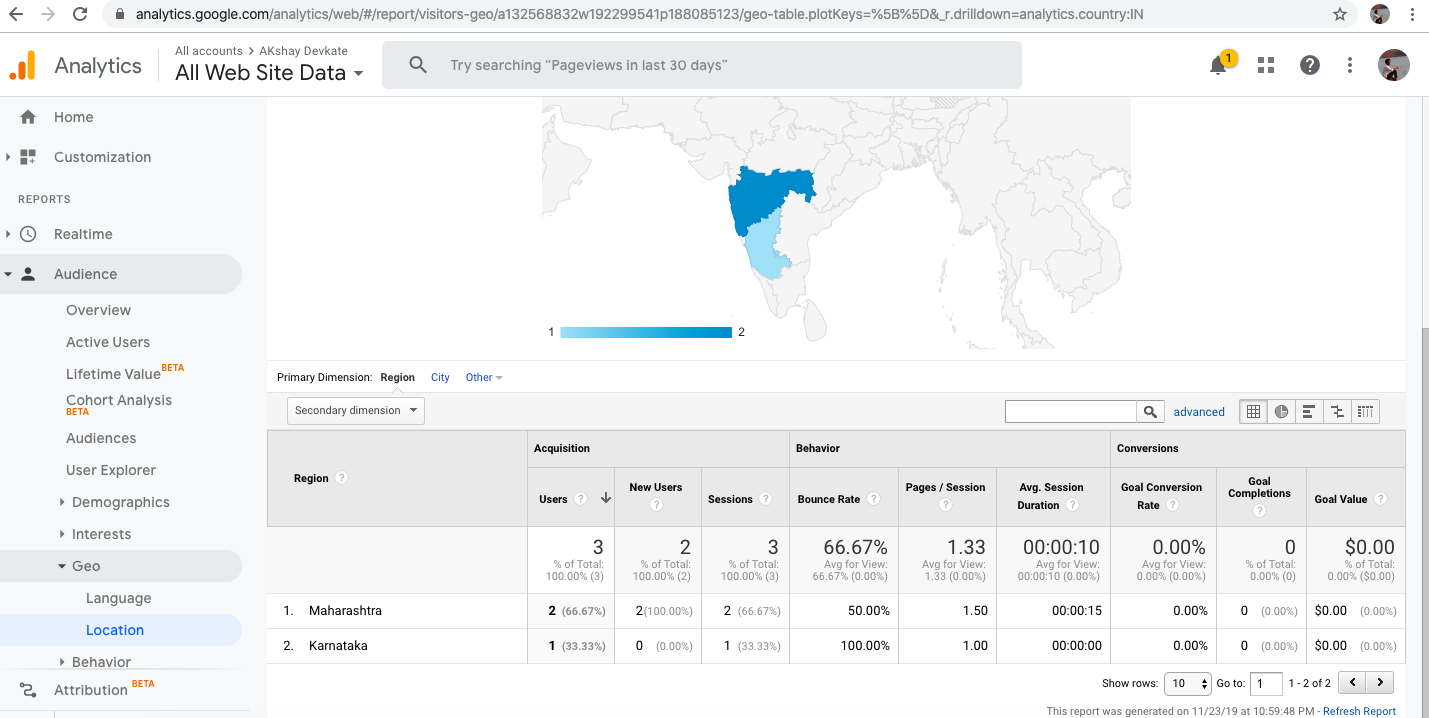 analytics.google.com/analytics/web/#/report/visitors-geo/a132568832w192299541p188085123/geo-table.plotKeys=%5B%5D&_r.drilldown=analytics.country:IN
Analytics
All accounts > AKshay Devkate
All Web Site Data
Try searching “Pageviews in last 30 days”
1
Home
Customization
REPORTS
Realtime
Audience
Overview
Active Users
Lifetime Value BETA
Cohort Analysis
BETA
Audiences
User Explorer
Demographics
Interests
Geo
Language
Location
Behavior
Attribution BETA
1 2
Primary Dimension: Region City Other
Secondary dimension
advanced
Region ?
Acquisition Behavior Conversions
Users ? New Users ? Sessions ? Bounce Rate ? Pages / Session ? Avg. Session Duration ? Goal Conversion Rate ? Goal Completions ? Goal Value ?
3 2 3 66.67% 1.33 00:00:10 0.00% 0 $0.00
% of Total: % of Total: % of Total: Avg for View: Avg for View: Avg for View: Avg for View: % of Total: % of Total:
100.00% (3) 100.00% (2) 100.00% (3) 66.67% (0.00%) 1.33 (0.00%) 00:00:10 (0.00%) 0.00% (0.00%) 0.00% (0) 0.00% ($0.00)
1. Maharashtra 2 (66.67%) 2(100.00%) 2 (66.67%) 50.00% 1.50 00:00:15 0.00% 0 (0.00%) $0.00 (0.00%)
2. Karnataka 1 (33.33%) 0 (0.00%) 1 (33.33%) 100.00% 1.00 00:00:00 0.00% 0 (0.00%) $0.00 (0.00%)
Show rows: 10 Go to: 1 1 - 2 of 2
This report was generated on 11/23/19 at 10:59:48 PM - Refresh Report